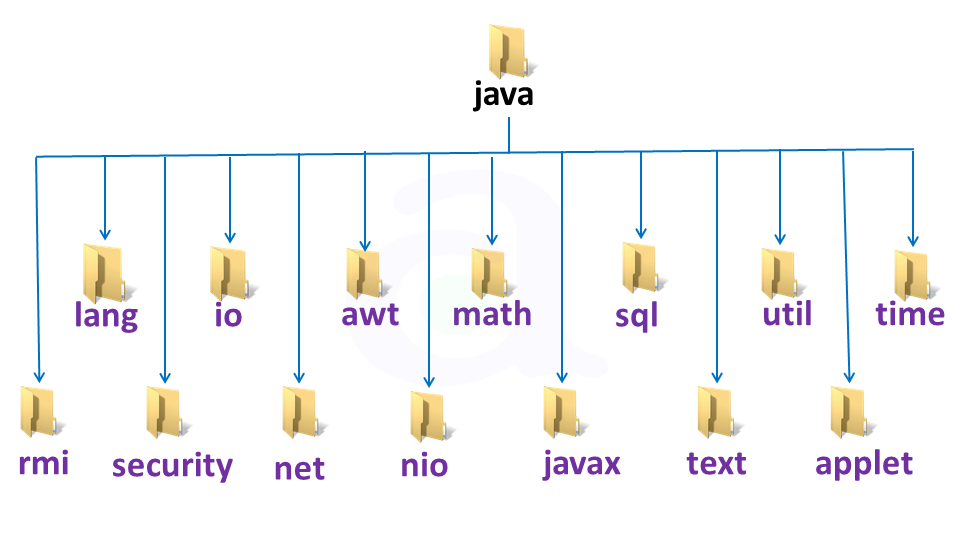 java
lang
io
awt
math
sql
util
time
rmi
security
net
nio
javax
text
applet